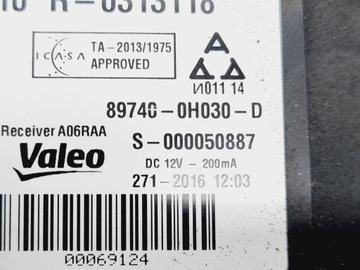 R-0313118
ICASA
TA-2013/1975
APPROVED
И011 14
89740-0H030-D
Receiver A06RAA
S-000050887
Valeo
DC 12V - 200mA
271-2016 12:03
00069124